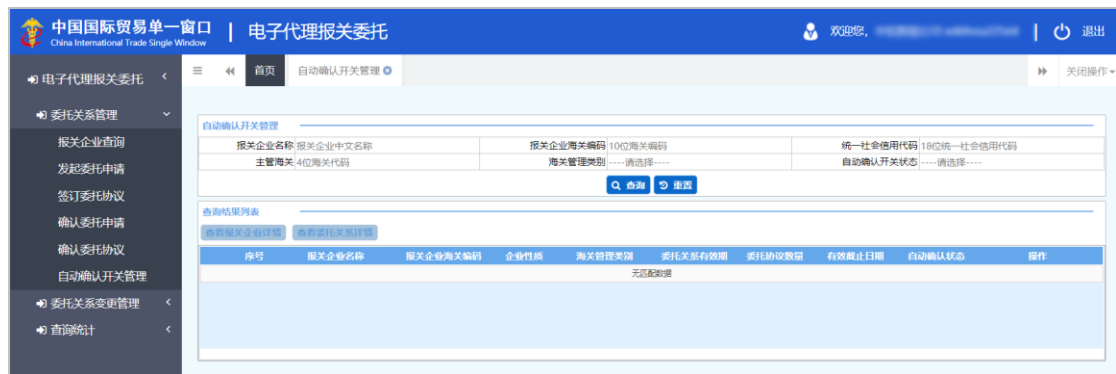 中国国际贸易单一窗口 | 电子代理报关委托
China International Trade Single Window
欢迎您,
退出
电子代理报关委托
首页
自动确认开关管理
关闭操作
委托关系管理
报关企业查询
发起委托申请
签订委托协议
确认委托申请
确认委托协议
自动确认开关管理
委托关系变更管理
查询统计
自动确认开关管理
报关企业名称 报关企业中文名称 报关企业海关编码 10位海关编码 统一社会信用代码 18位统一社会信用代码
主管海关 4位海关代码 海关管理类别 ----请选择---- 自动确认开关状态 ----请选择----
查询 重置
查询结果列表
查看报关企业详情 查看委托关系详情
序号 报关企业名称 报关企业海关编码 企业性质 海关管理类别 委托关系有效期 委托协议数量 有效截止日期 自动确认状态 操作
无匹配数据